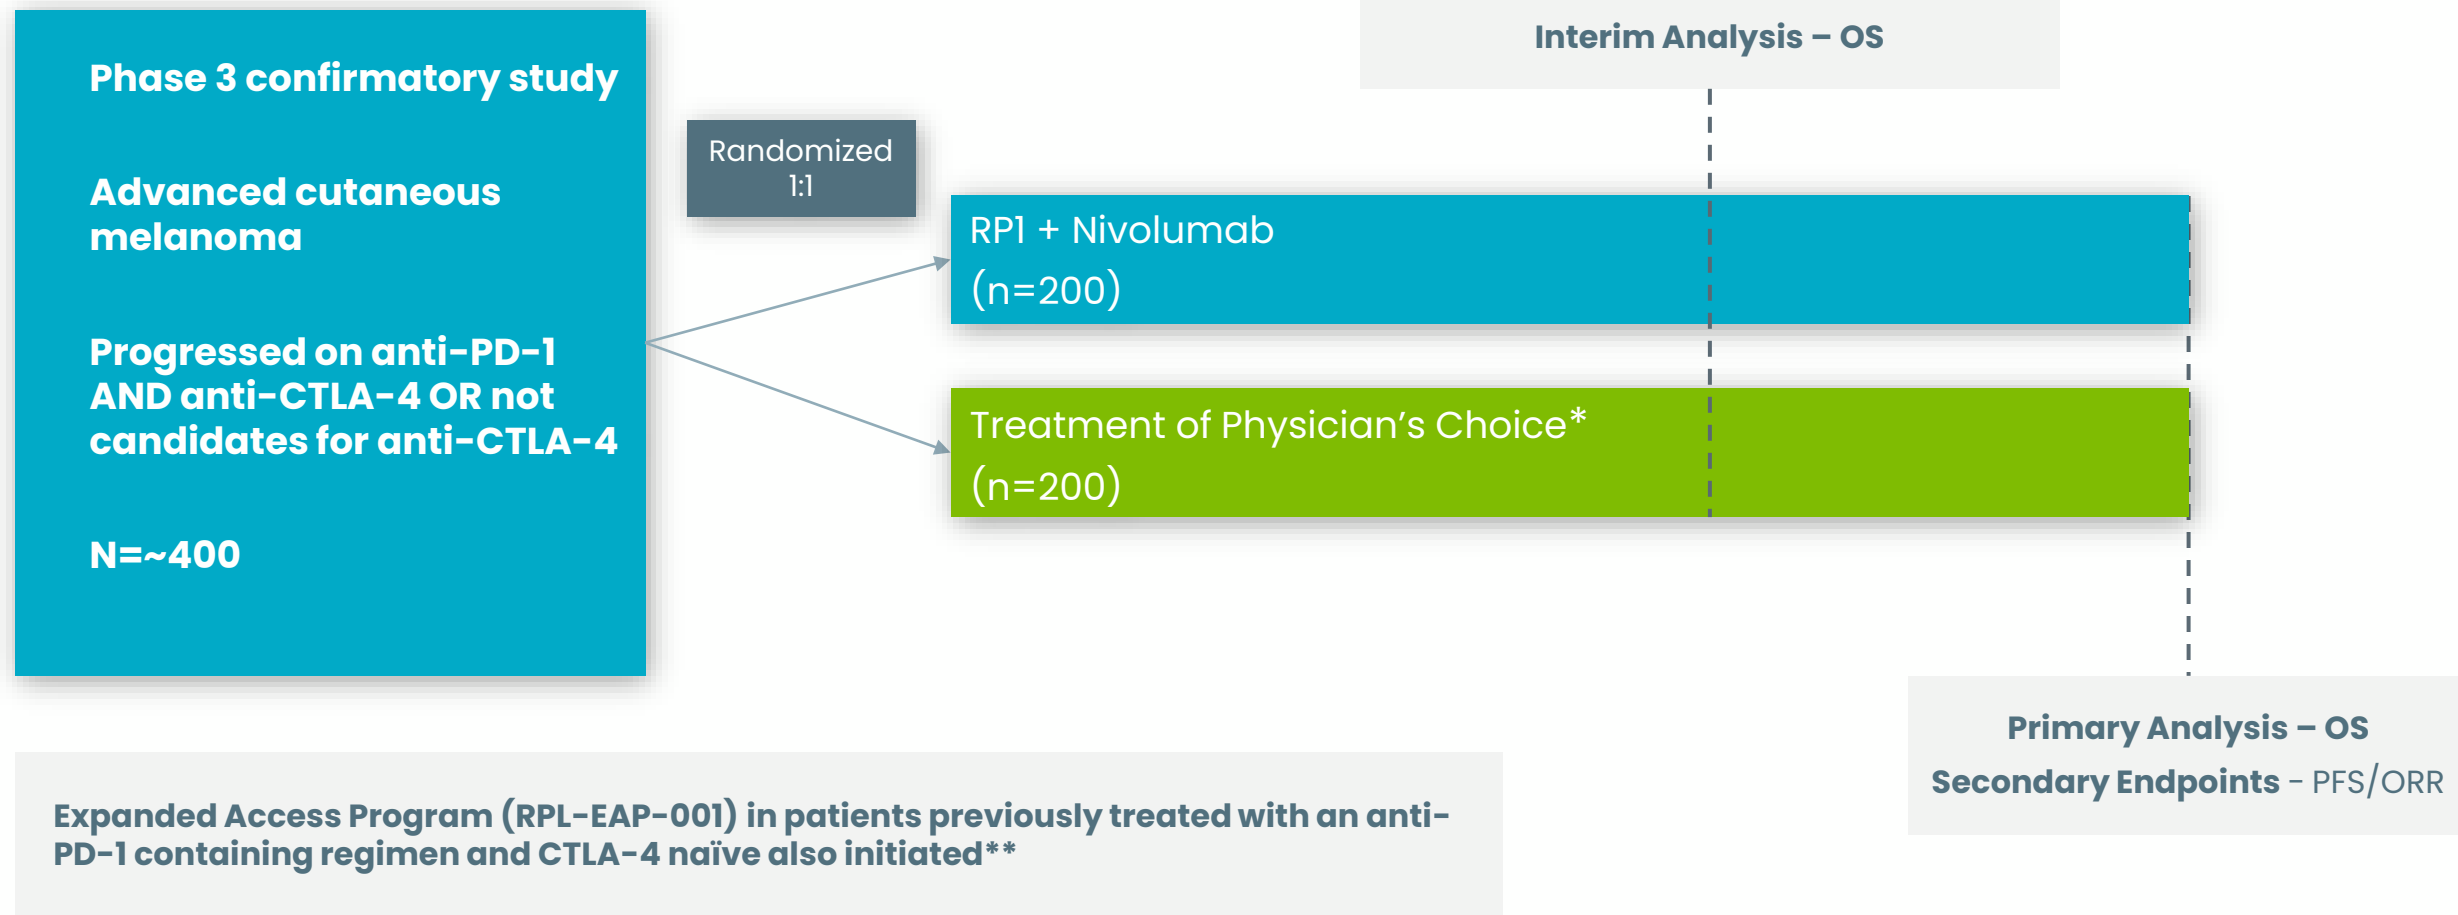 Phase 3 confirmatory study
Advanced cutaneous
melanoma
Progressed on anti-PD-1
AND anti-CTLA-4 OR not
candidates for anti-CTLA-4
N=~400
Randomized
1:1
Interim Analysis – OS
RP1 + Nivolumab
(n=200)
Treatment of Physician’s Choice*
(n=200)
Primary Analysis – OS
Secondary Endpoints - PFS/ORR
Expanded Access Program (RPL-EAP-001) in patients previously treated with an anti-
PD-1 containing regimen and CTLA-4 naïve also initiated**